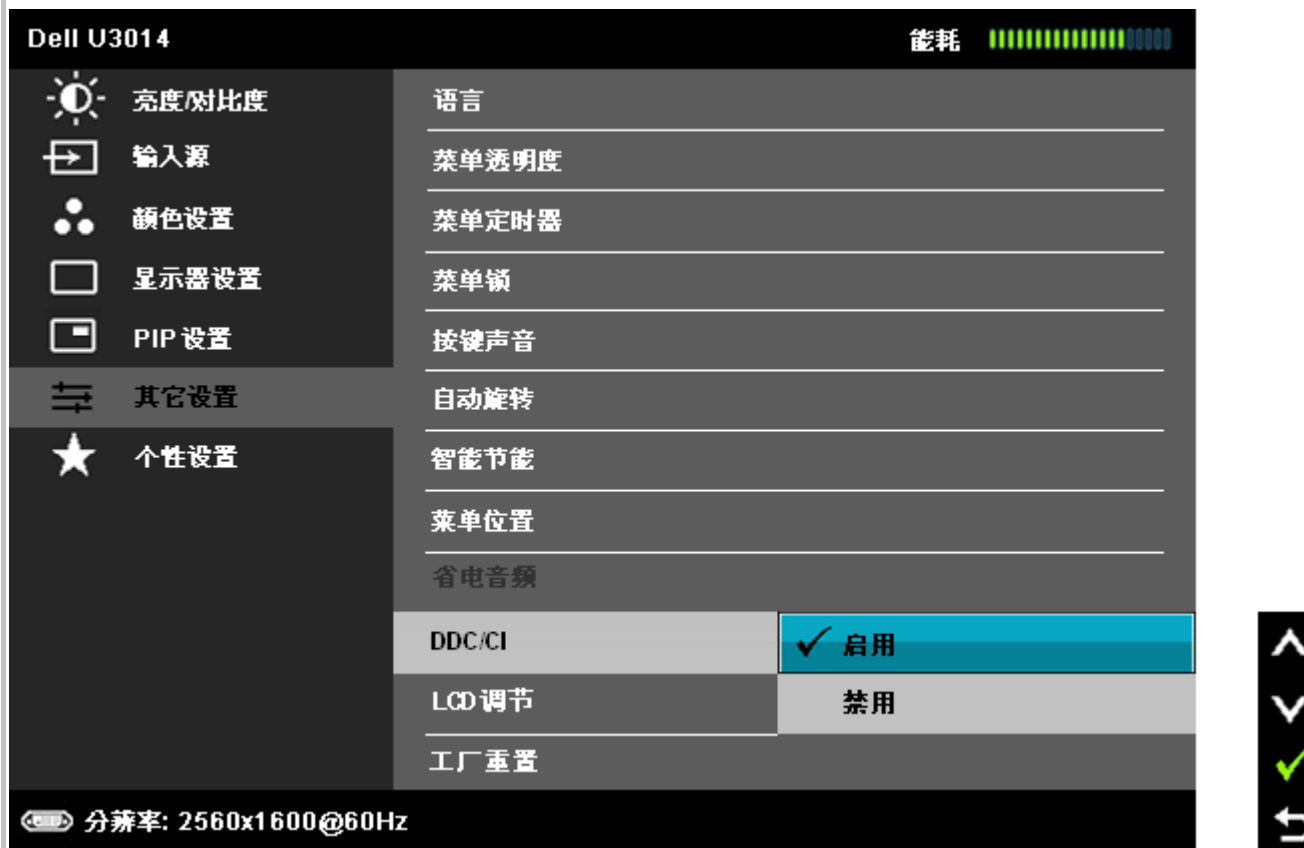 Dell U3014
能耗
亮度/对比度
输入源
颜色设置
显示器设置
PIP 设置
其它设置
个性设置
语言
菜单透明度
菜单定时器
菜单锁
按键声音
自动旋转
智能节能
菜单位置
省电音频
DDC/CI
启用
禁用
LCD 调节
工厂重置
分辨率: 2560x1600@60Hz